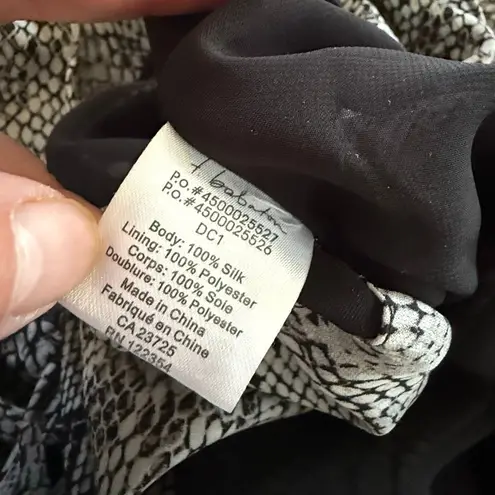 t. babaton
P.O.#4500025527
P.O.#4500025526
DC1
Body: 100% Silk
Lining: 100% Polyester
Corps: 100% Soie
Doublure: 100% Polyester
Made in China
Fabriqué en Chine
CA 23725
RN 122354